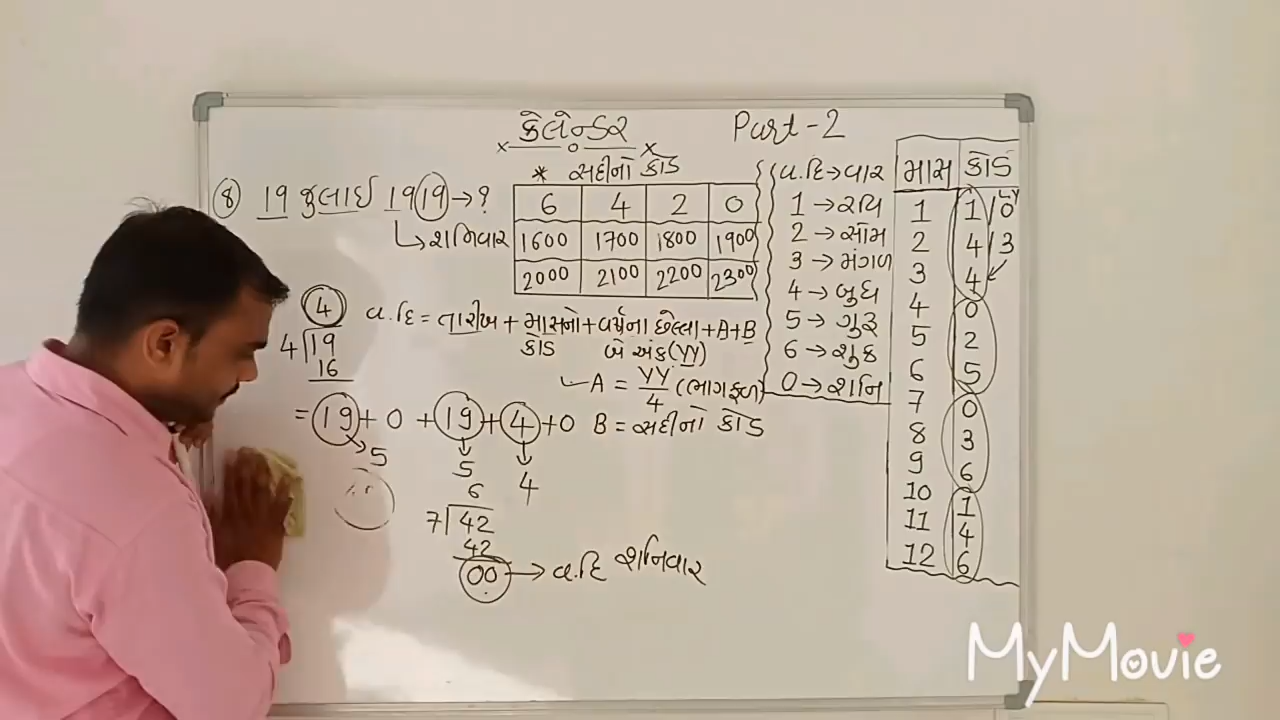 કેલેન્ડર
Part-2
* સદીનો કોડ
⑧ 19 જુલાઇ 1919 → ?
↳ શનિવાર
6 4 2 0
1600 1700 1800 1900
2000 2100 2200 2300
વ.દિ → વાર
1 → રવિ
2 → સોમ
3 → મંગળ
4 → બુધ
5 → ગુરૂ
6 → શુક્ર
0 → શનિ
માસ કોડ
LY
1 1/0
2 4/3
3 4
4 0
5 2
6 5
7 0
8 3
9 6
10 1
11 4
12 6
4
4 19
16
વ.દિ = તારીખ + માસનો + વર્ષના છેલ્લા + A + B
કોડ બે અંક (YY)
A = YY/4 (ભાગફળ)
= 19 + 0 + 19 + 4 + 0 B = સદીનો કોડ
5 5 4
6
7 42
42
00 → વ.દિ શનિવાર
MyMovie